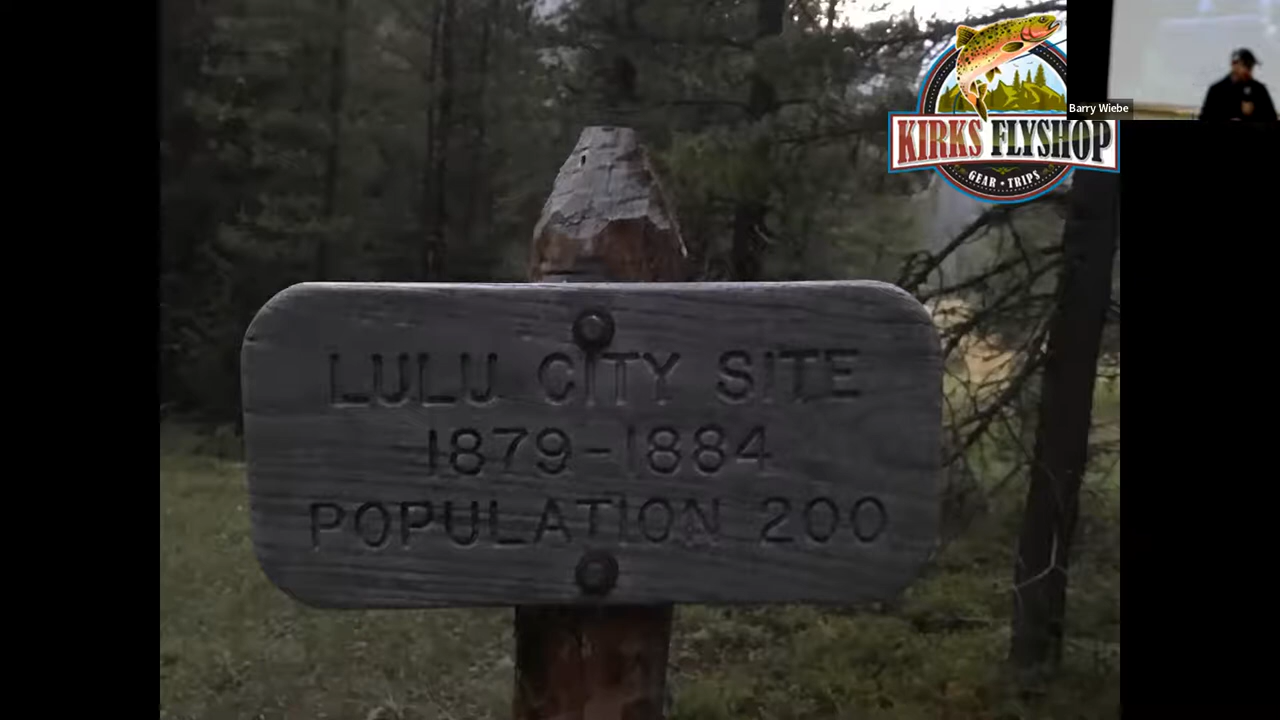 KIRKS FLYSHOP
GEAR • TRIPS
Barry Wiebe
LULU CITY SITE
1879-1884
POPULATION 200